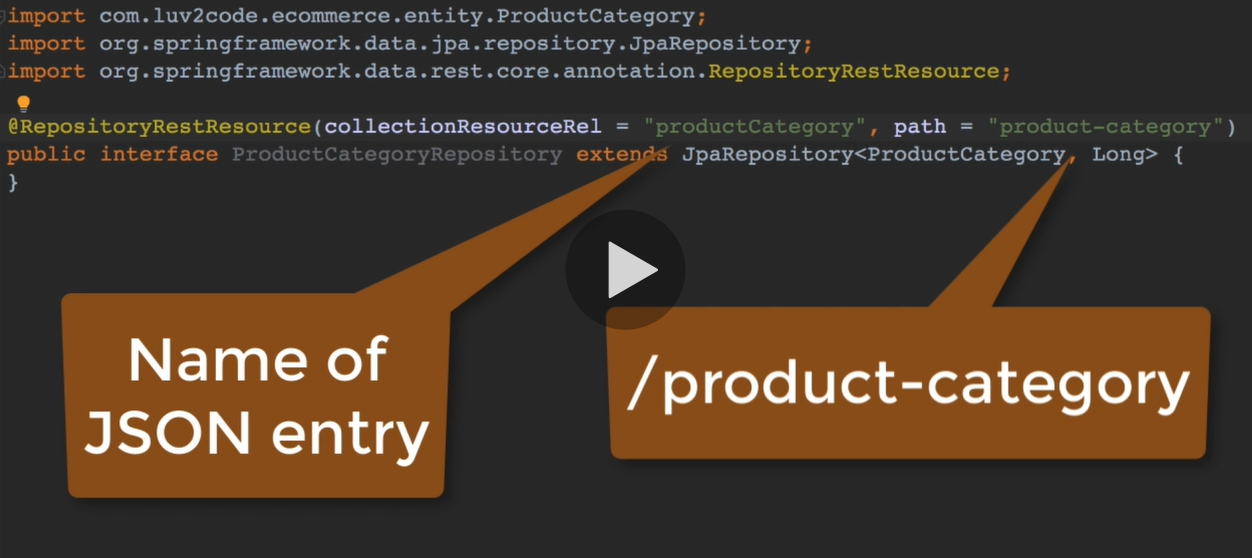 import com.luv2code.ecommerce.entity.ProductCategory;
import org.springframework.data.jpa.repository.JpaRepository;
import org.springframework.data.rest.core.annotation.RepositoryRestResource;
@RepositoryRestResource(collectionResourceRel = "productCategory", path = "product-category")
public interface ProductCategoryRepository extends JpaRepository<ProductCategory, Long> {
}
Name of
JSON entry
/product-category